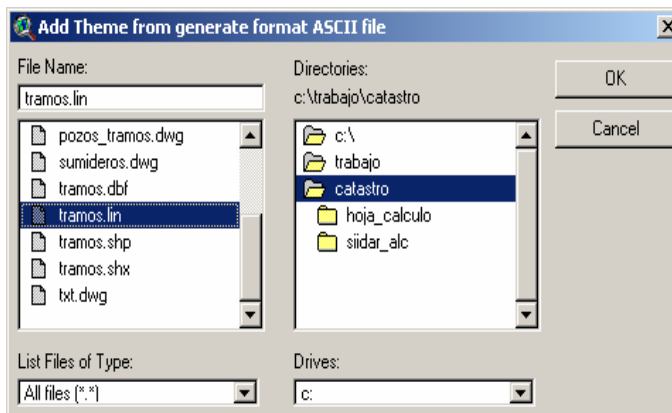 Add Theme from generate format ASCII file
File Name:
tramos.lin
pozos_tramos.dwg
sumideros.dwg
tramos.dbf
tramos.lin
tramos.shp
tramos.shx
txt.dwg
List Files of Type:
All files (*.*)
Directories:
c:\trabajo\catastro
c:\
trabajo
catastro
hoja_calculo
siidar_alc
Drives:
c:
OK
Cancel